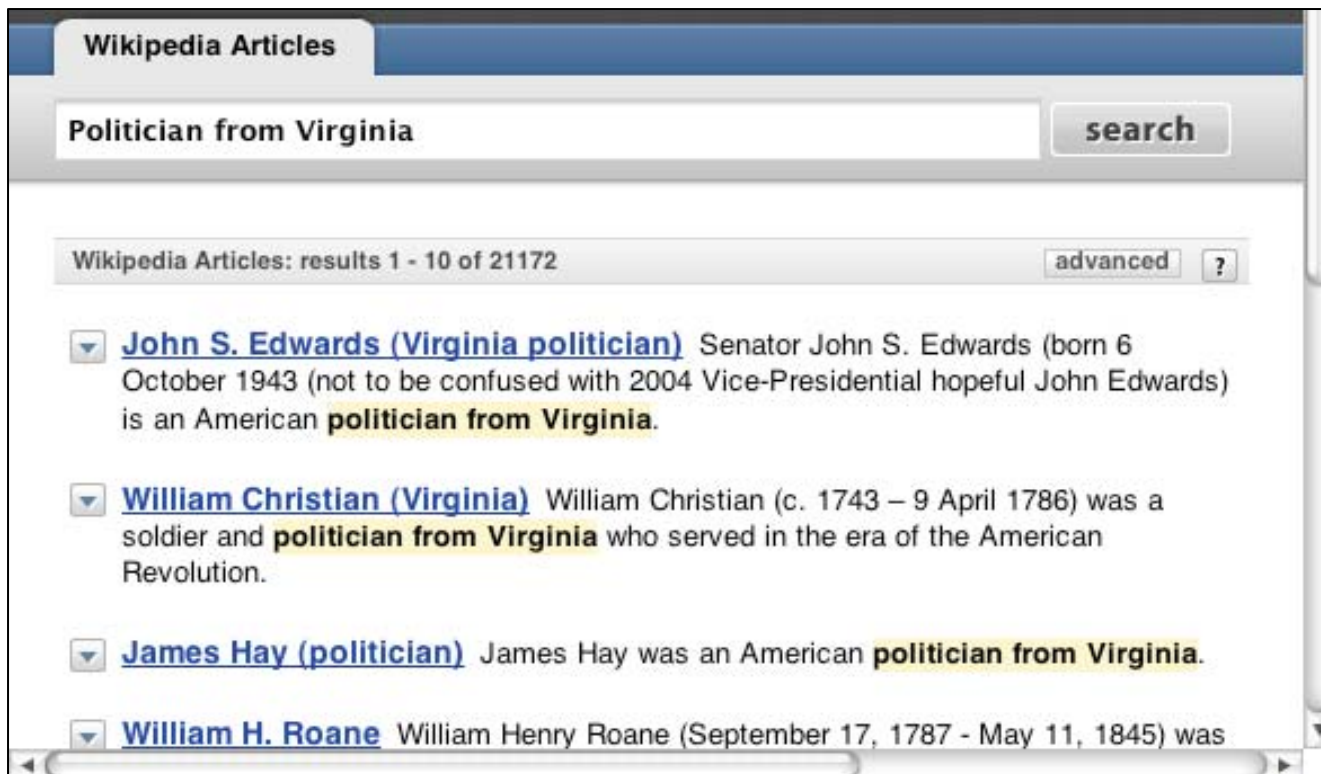 Wikipedia Articles
Politician from Virginia
search
Wikipedia Articles: results 1 - 10 of 21172
advanced
?
John S. Edwards (Virginia politician) Senator John S. Edwards (born 6
October 1943 (not to be confused with 2004 Vice-Presidential hopeful John Edwards)
is an American politician from Virginia.
William Christian (Virginia) William Christian (c. 1743 – 9 April 1786) was a
soldier and politician from Virginia who served in the era of the American
Revolution.
James Hay (politician) James Hay was an American politician from Virginia.
William H. Roane William Henry Roane (September 17, 1787 - May 11, 1845) was